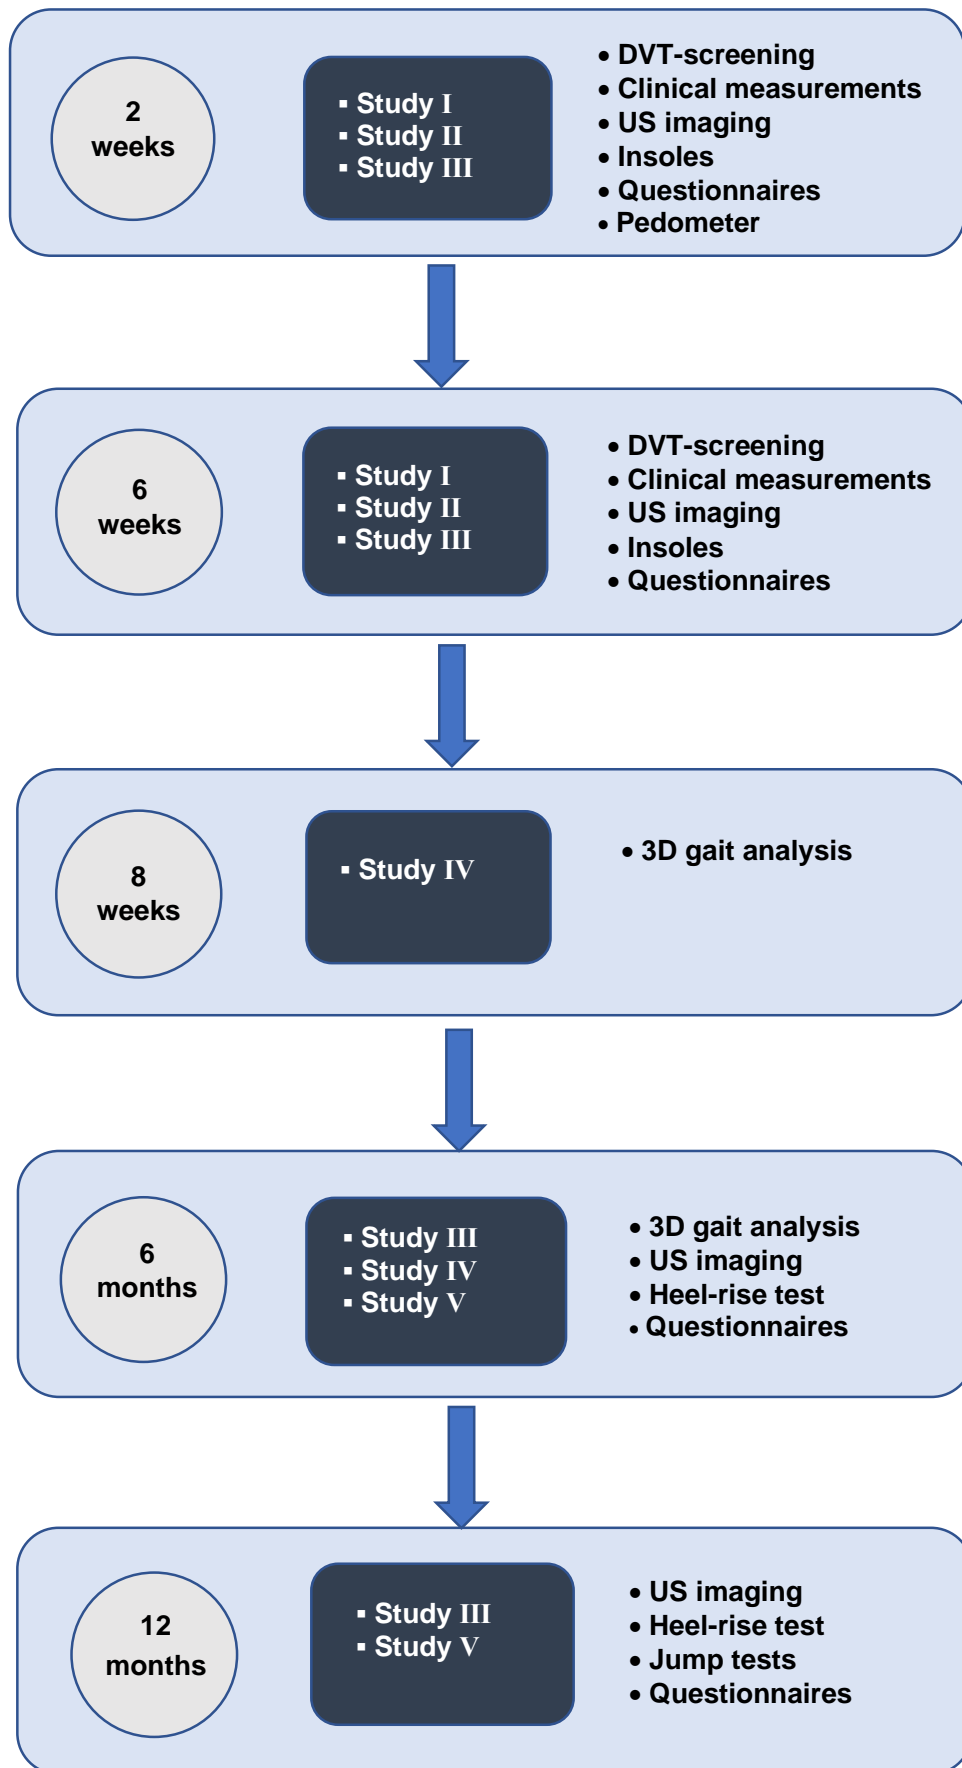 2
weeks
▪ Study I
▪ Study II
▪ Study III
• DVT-screening
• Clinical measurements
• US imaging
• Insoles
• Questionnaires
• Pedometer
6
weeks
▪ Study I
▪ Study II
▪ Study III
• DVT-screening
• Clinical measurements
• US imaging
• Insoles
• Questionnaires
8
weeks
▪ Study IV
• 3D gait analysis
6
months
▪ Study III
▪ Study IV
▪ Study V
• 3D gait analysis
• US imaging
• Heel-rise test
• Questionnaires
12
months
▪ Study III
▪ Study V
• US imaging
• Heel-rise test
• Jump tests
• Questionnaires